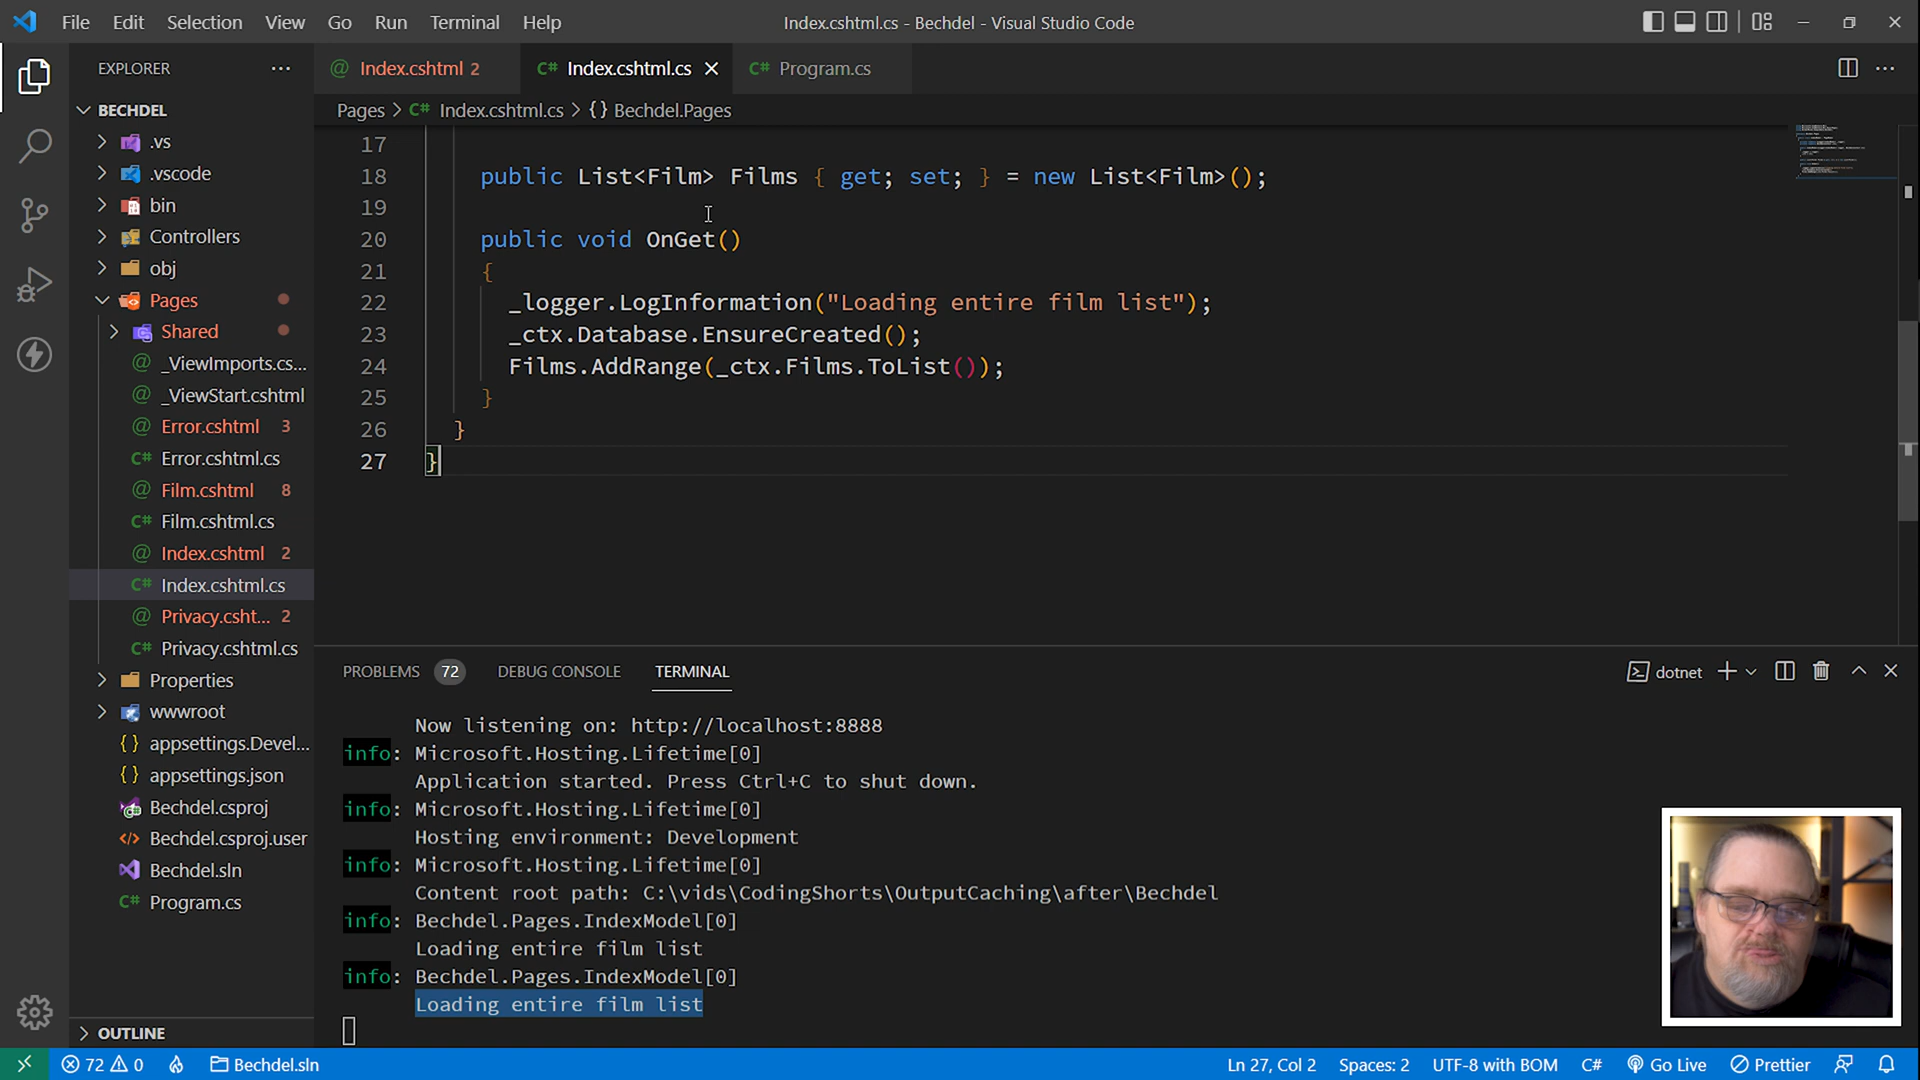 File Edit Selection View Go Run Terminal Help
Index.cshtml.cs - Bechdel - Visual Studio Code
EXPLORER
BECHDEL
.vs
.vscode
bin
Controllers
obj
Pages
Shared
_ViewImports.cs...
_ViewStart.cshtml
Error.cshtml 3
Error.cshtml.cs
Film.cshtml 8
Film.cshtml.cs
Index.cshtml 2
Index.cshtml.cs
Privacy.csht... 2
Privacy.cshtml.cs
Properties
wwwroot
appsettings.Devel...
appsettings.json
Bechdel.csproj
Bechdel.csproj.user
Bechdel.sln
Program.cs
OUTLINE
Index.cshtml 2
Index.cshtml.cs
Program.cs
Pages > Index.cshtml.cs > {} Bechdel.Pages
17
18 public List<Film> Films { get; set; } = new List<Film>();
19
20 public void OnGet()
21 {
22 _logger.LogInformation("Loading entire film list");
23 _ctx.Database.EnsureCreated();
24 Films.AddRange(_ctx.Films.ToList());
25 }
26 }
27 }
PROBLEMS 72 DEBUG CONSOLE TERMINAL
dotnet
Now listening on: http://localhost:8888
info: Microsoft.Hosting.Lifetime[0]
Application started. Press Ctrl+C to shut down.
info: Microsoft.Hosting.Lifetime[0]
Hosting environment: Development
info: Microsoft.Hosting.Lifetime[0]
Content root path: C:\vids\CodingShorts\OutputCaching\after\Bechdel
info: Bechdel.Pages.IndexModel[0]
Loading entire film list
info: Bechdel.Pages.IndexModel[0]
Loading entire film list
72 0 Bechdel.sln
Ln 27, Col 2 Spaces: 2 UTF-8 with BOM C# Go Live Prettier